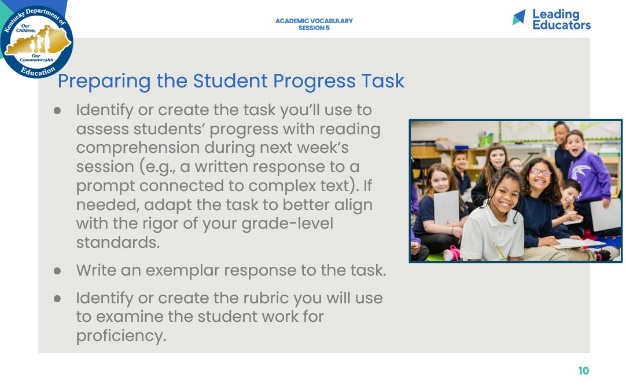 Kentucky Department of
Our
Children,
Our
Commonwealth
Education
ACADEMIC VOCABULARY
SESSION 5
Leading
Educators
Preparing the Student Progress Task
● Identify or create the task you'll use to
assess students' progress with reading
comprehension during next week's
session (e.g., a written response to a
prompt connected to complex text). If
needed, adapt the task to better align
with the rigor of your grade-level
standards.
● Write an exemplar response to the task.
● Identify or create the rubric you will use
to examine the student work for
proficiency.
10